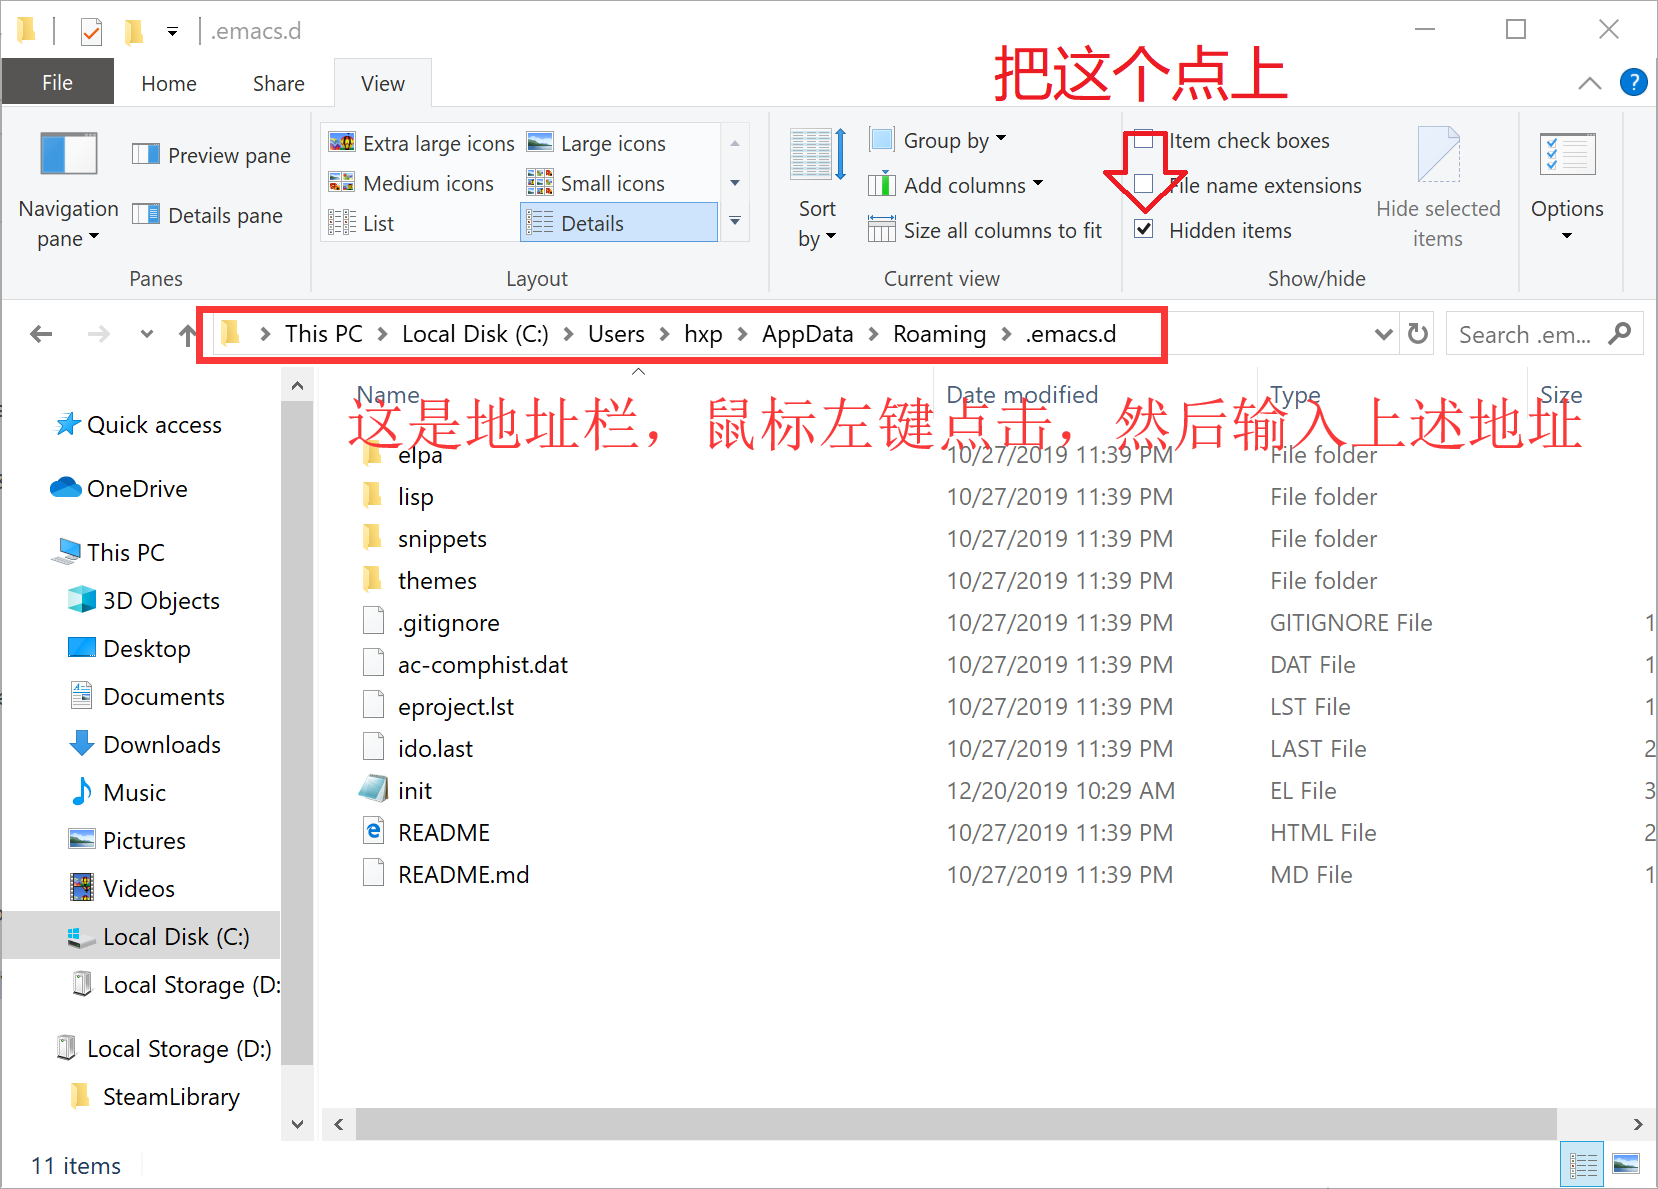 .emacs.d
把这个点上
File Home Share View
Extra large icons Large icons Group by Item check boxes
Preview pane
Medium icons Small icons Add columns File name extensions
Navigation pane Details pane List Details Sort by Size all columns to fit Hidden items Hide selected items Options
Panes Layout Current view Show/hide
This PC Local Disk (C:) Users hxp AppData Roaming .emacs.d Search .em...
Name Date modified Type Size
这是地址栏，鼠标左键点击，然后输入上述地址
elpa 10/27/2019 11:39 PM File folder
lisp 10/27/2019 11:39 PM File folder
snippets 10/27/2019 11:39 PM File folder
themes 10/27/2019 11:39 PM File folder
.gitignore 10/27/2019 11:39 PM GITIGNORE File 1
ac-comphist.dat 10/27/2019 11:39 PM DAT File 1
eproject.lst 10/27/2019 11:39 PM LST File 1
ido.last 10/27/2019 11:39 PM LAST File 2
init 12/20/2019 10:29 AM EL File 3
README 10/27/2019 11:39 PM HTML File 2
README.md 10/27/2019 11:39 PM MD File 1
Quick access
OneDrive
This PC
3D Objects
Desktop
Documents
Downloads
Music
Pictures
Videos
Local Disk (C:)
Local Storage (D:
Local Storage (D:)
SteamLibrary
11 items